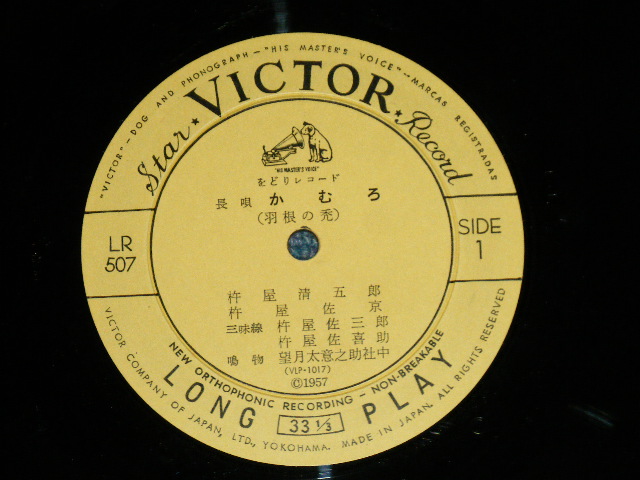 "VICTOR" — DOG AND PHONOGRAPH — "HIS MASTER'S VOICE" — MARCAS REGISTRADAS
Star ★ VICTOR ★ Record
"HIS MASTER'S VOICE"
をどりレコード
長唄 かむろ
(羽根の禿)
LR
507
SIDE
1
杵屋清五郎
杵屋佐京
三味線 杵屋佐三郎
杵屋佐喜助
鳴物 望月太意之助社中
(VLP-1017)
©1957
NEW ORTHOPHONIC RECORDING — NON-BREAKABLE
LONG 33 1/3 PLAY
VICTOR COMPANY OF JAPAN, LTD., YOKOHAMA. MADE IN JAPAN. ALL RIGHTS RESERVED